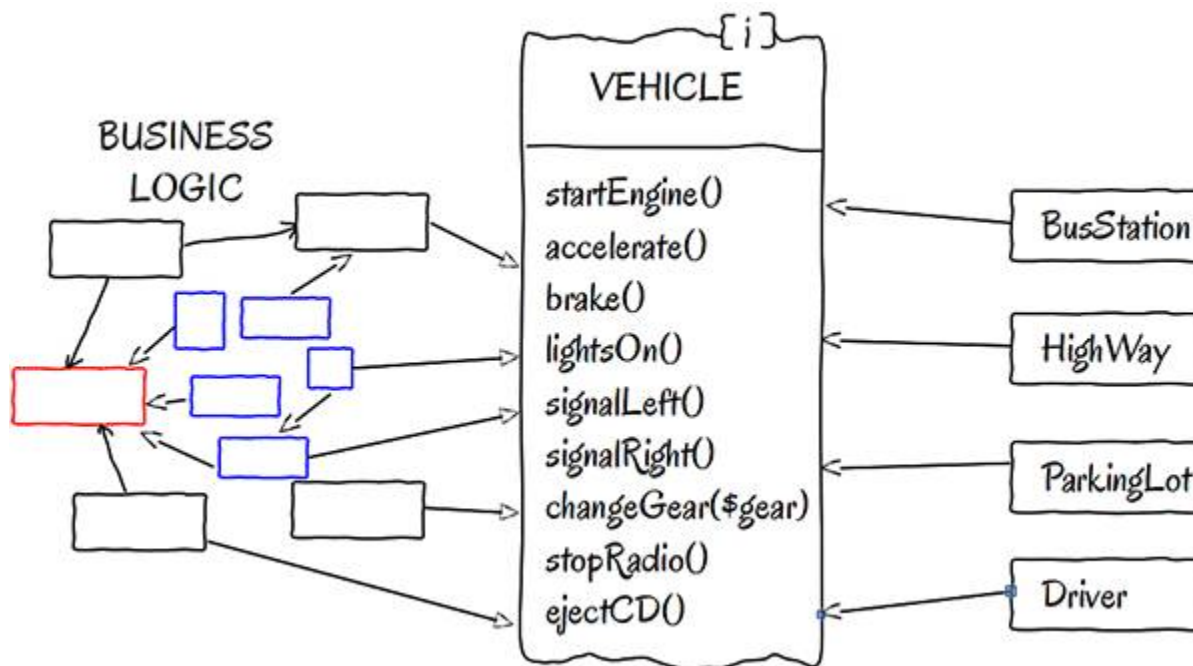 [i]
VEHICLE
BUSINESS
LOGIC
startEngine()
accelerate()
brake()
lightsOn()
signalLeft()
signalRight()
changeGear($gear)
stopRadio()
ejectCD()
BusStation
HighWay
ParkingLot
Driver